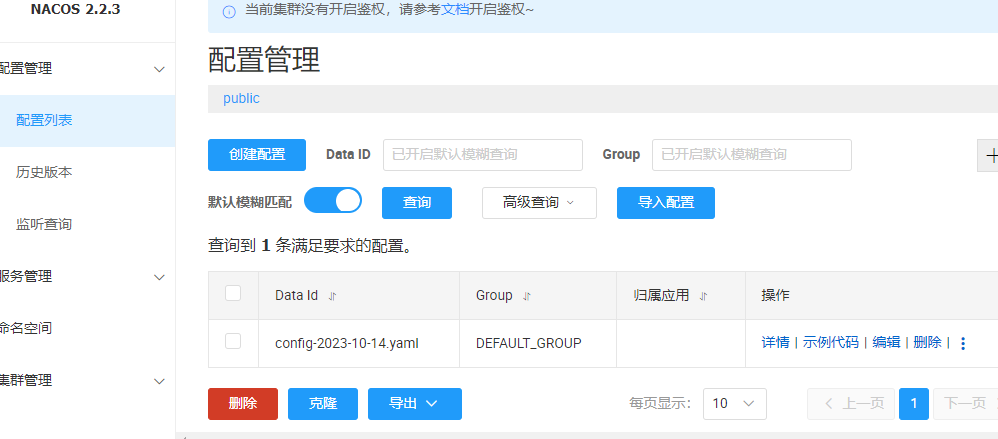 NACOS 2.2.3
当前集群没有开启鉴权，请参考文档开启鉴权~
配置管理
配置管理
public
配置列表
历史版本
监听查询
服务管理
命名空间
集群管理
创建配置 Data ID 已开启默认模糊查询 Group 已开启默认模糊查询
默认模糊匹配 查询 高级查询 导入配置
查询到 1 条满足要求的配置。
Data Id Group 归属应用 操作
config-2023-10-14.yaml DEFAULT_GROUP 详情 | 示例代码 | 编辑 | 删除 |
删除 克隆 导出 每页显示： 10 上一页 1 下一页